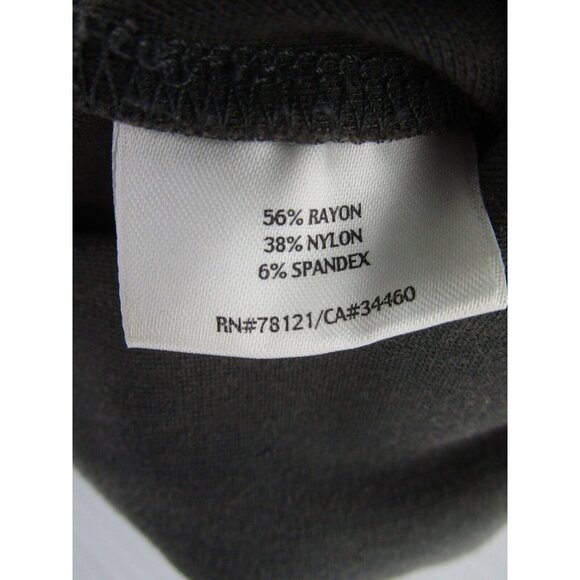 56% RAYON
38% NYLON
6% SPANDEX
RN#78121/CA#34460